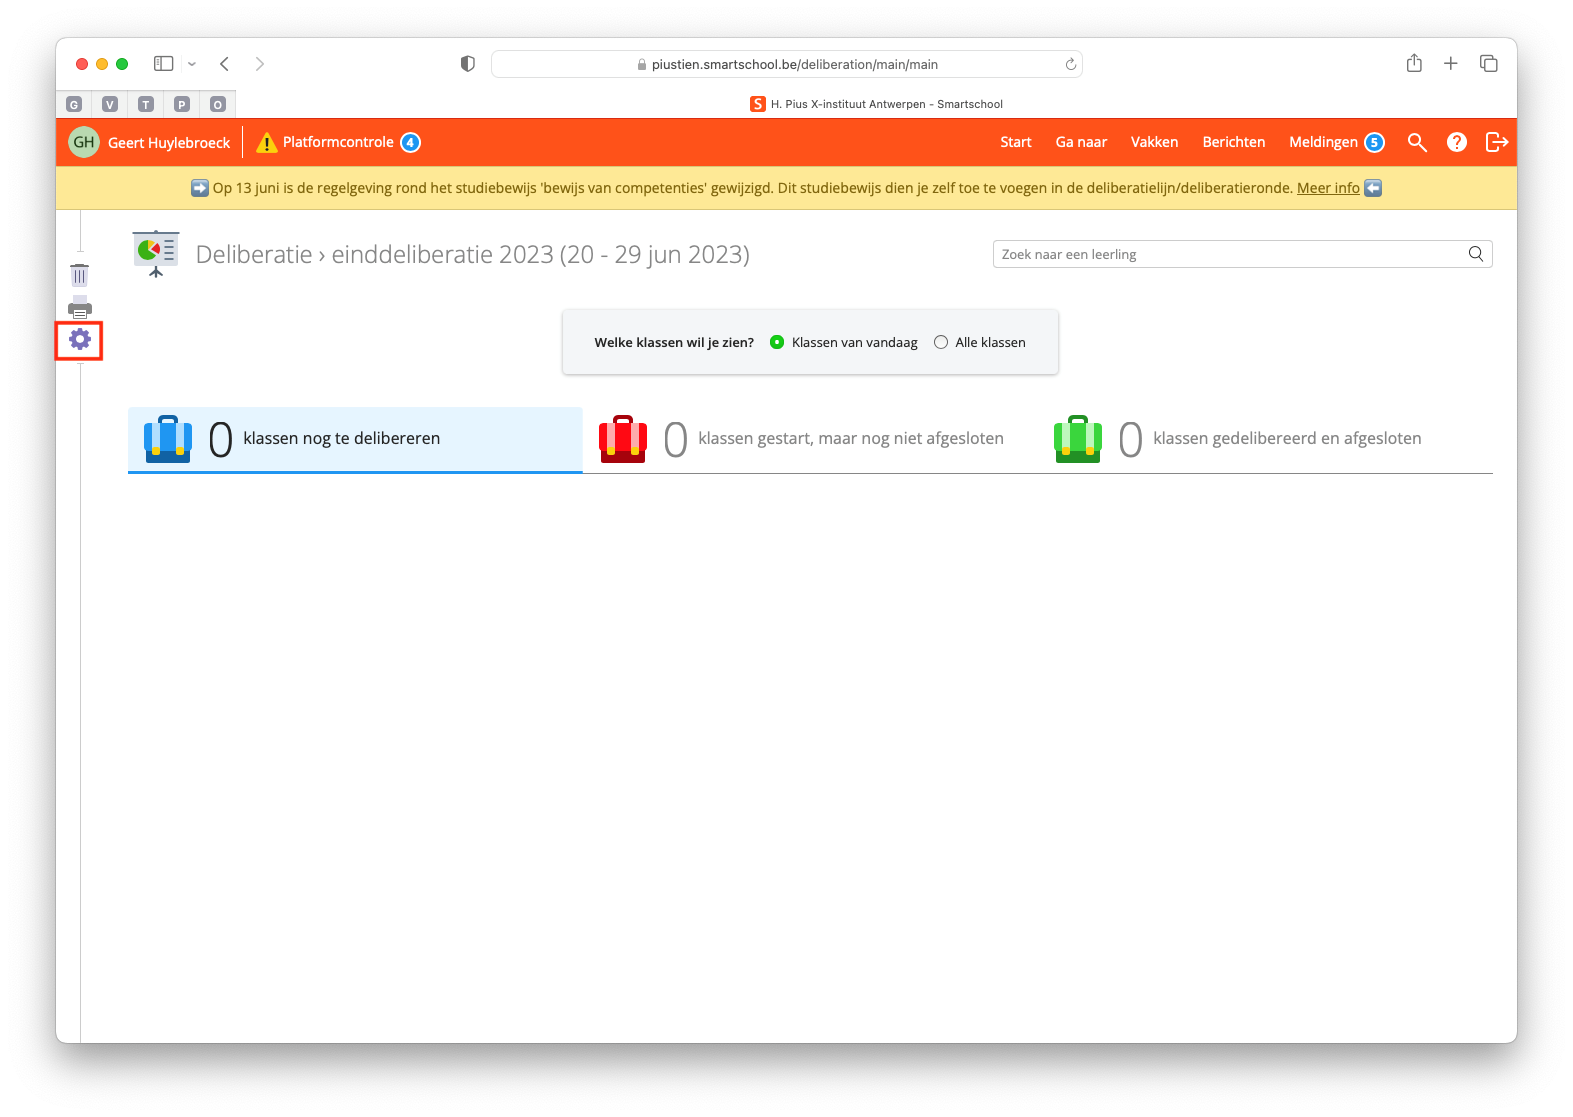 piustien.smartschool.be/deliberation/main/main
G V T P O
S H. Pius X-instituut Antwerpen - Smartschool
GH Geert Huylebroeck Platformcontrole 4 Start Ga naar Vakken Berichten Meldingen 5
Op 13 juni is de regelgeving rond het studiebewijs 'bewijs van competenties' gewijzigd. Dit studiebewijs dien je zelf toe te voegen in de deliberatielijn/deliberatieronde. Meer info
Deliberatie › einddeliberatie 2023 (20 - 29 jun 2023)
Zoek naar een leerling
Welke klassen wil je zien? Klassen van vandaag Alle klassen
0 klassen nog te delibereren
0 klassen gestart, maar nog niet afgesloten
0 klassen gedelibereerd en afgesloten